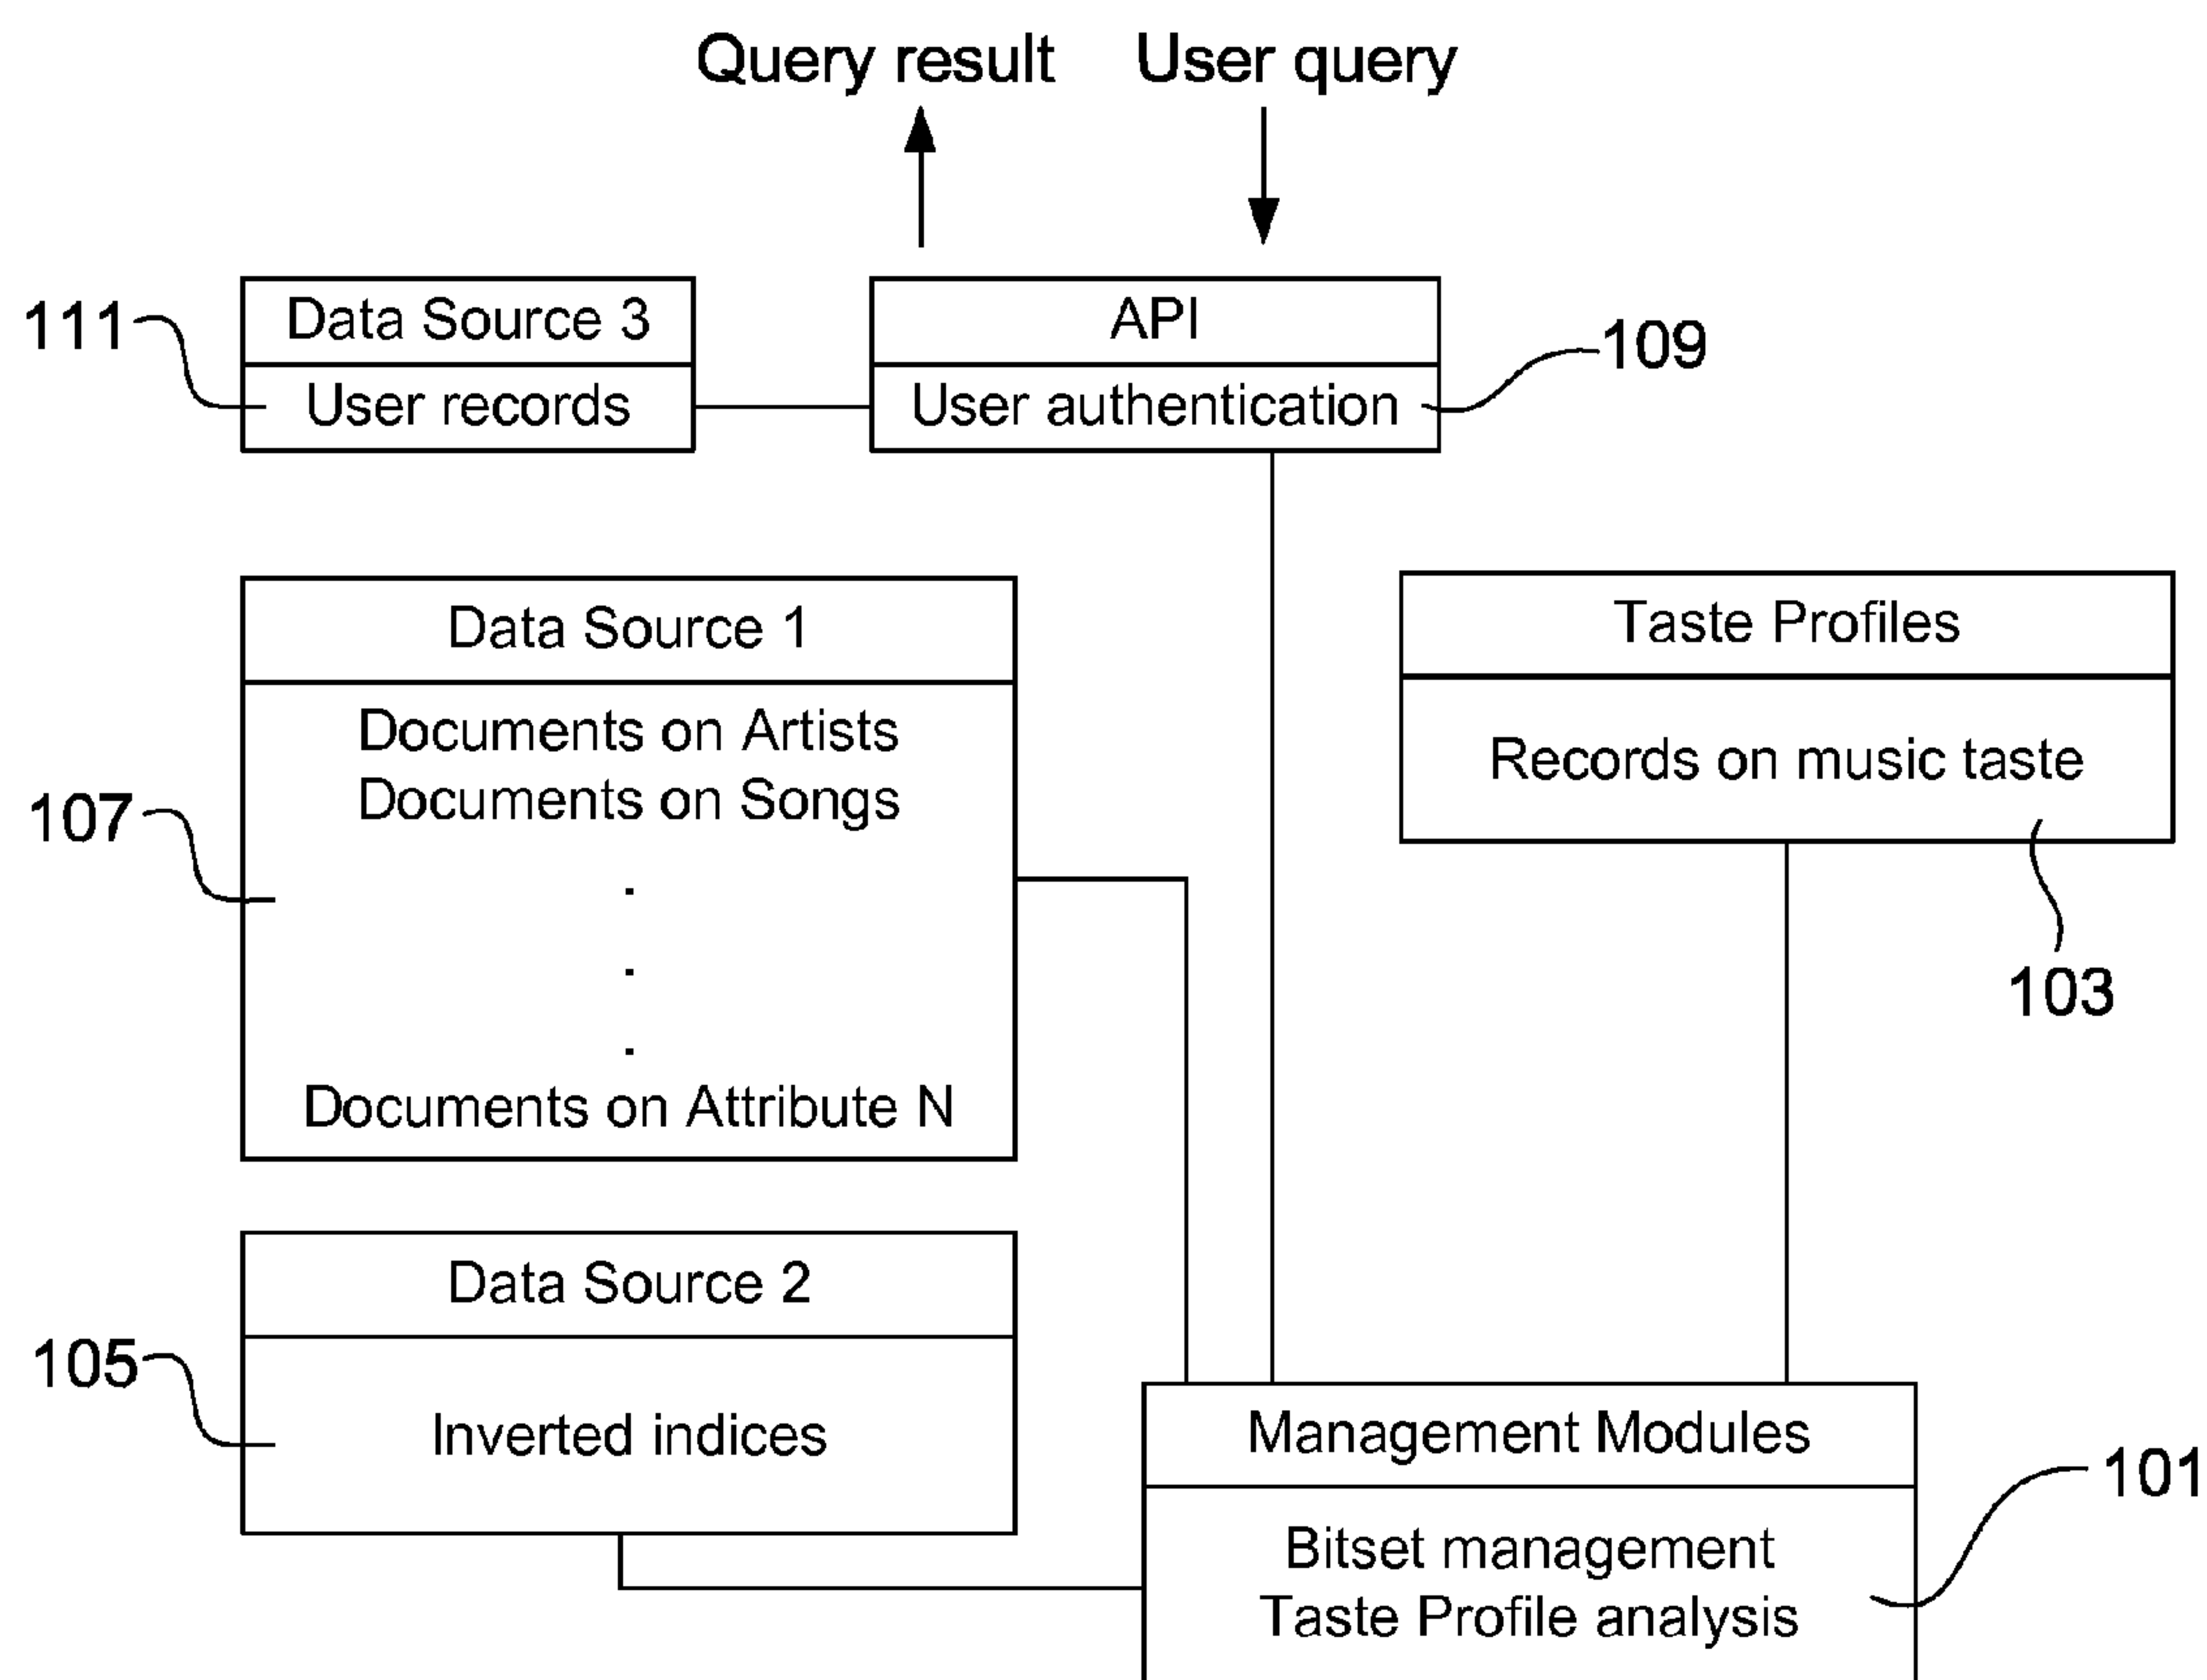 Query result
User query
111
Data Source 3
User records
API
User authentication
109
Data Source 1
Documents on Artists
Documents on Songs
.
.
.
Documents on Attribute N
107
Taste Profiles
Records on music taste
103
Data Source 2
Inverted indices
105
Management Modules
Bitset management
Taste Profile analysis
101